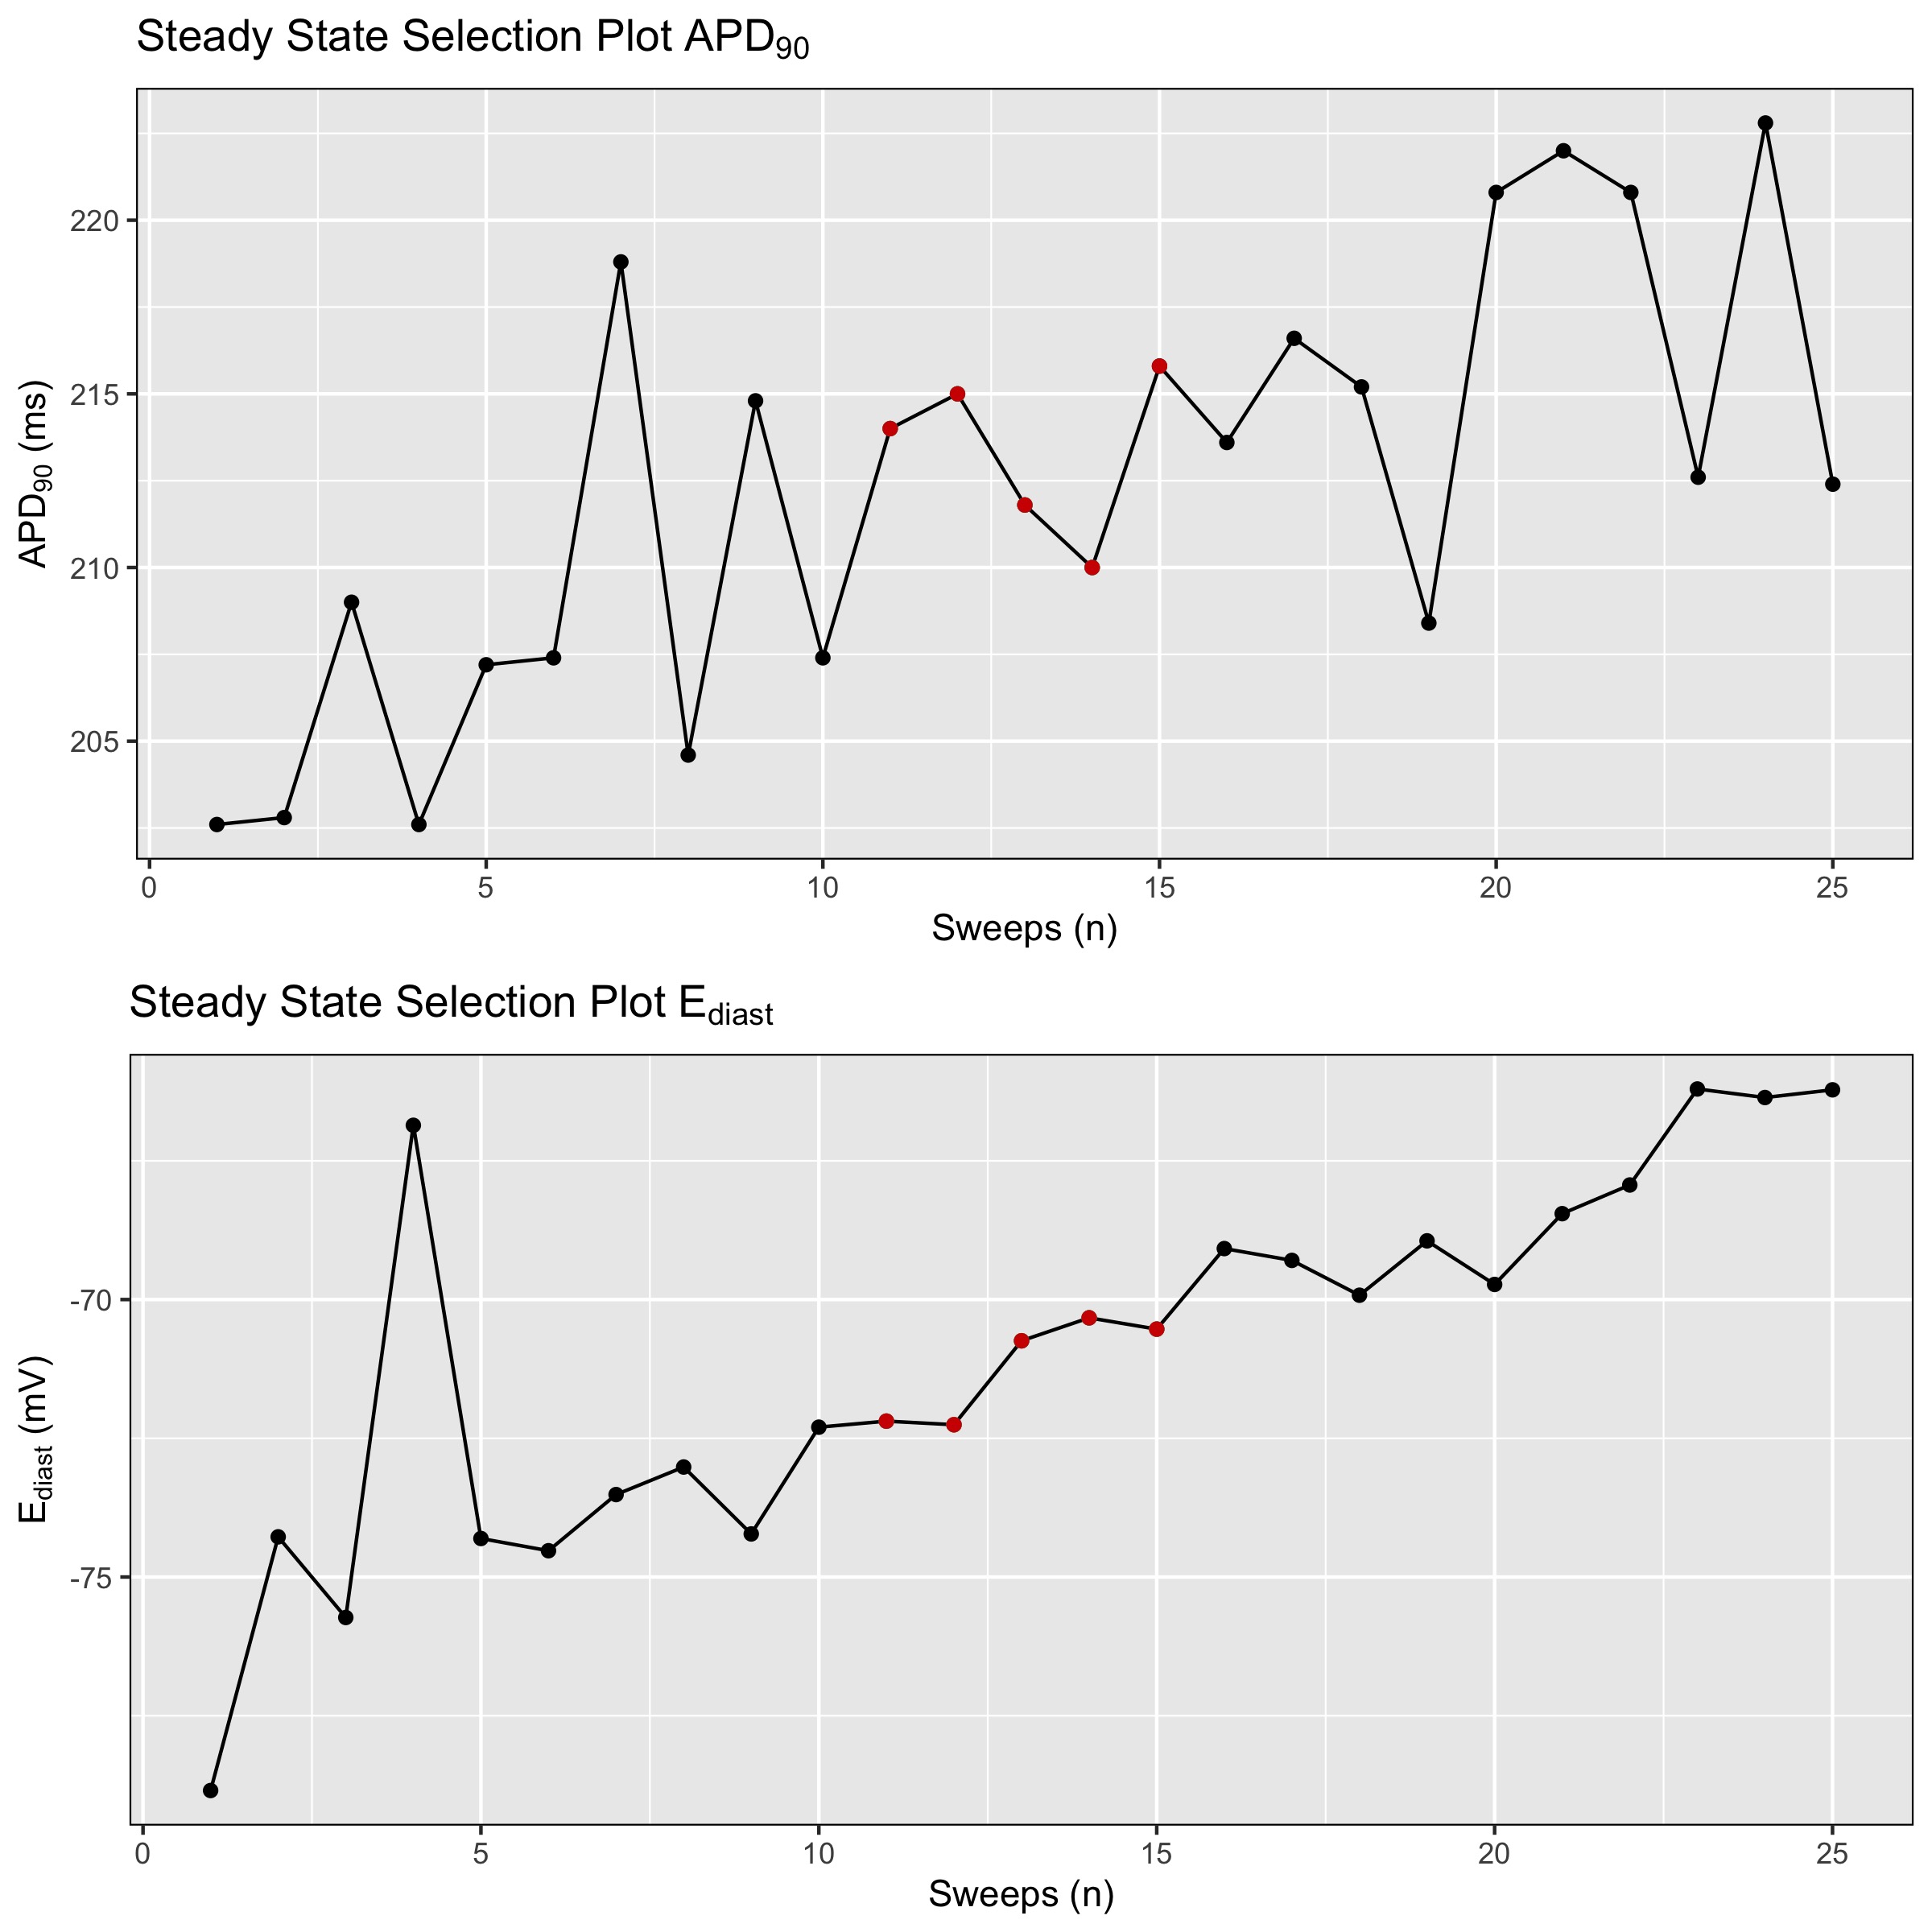 Steady State Selection Plot APD90
APD90 (ms)
220
215
210
205
0 5 10 15 20 25
Sweeps (n)
Steady State Selection Plot Ediast
Ediast (mV)
-70
-75
0 5 10 15 20 25
Sweeps (n)